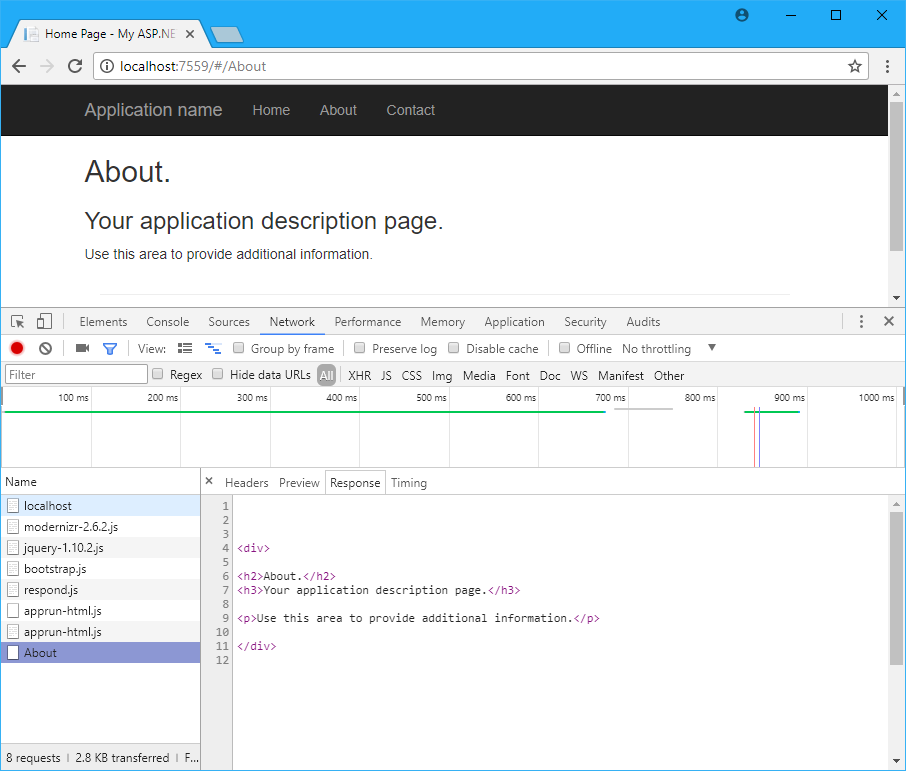 Home Page - My ASP.NE
localhost:7559/#/About
Application name Home About Contact
About.
Your application description page.
Use this area to provide additional information.
Elements Console Sources Network Performance Memory Application Security Audits
View: Group by frame Preserve log Disable cache Offline No throttling
Filter Regex Hide data URLs All XHR JS CSS Img Media Font Doc WS Manifest Other
100 ms 200 ms 300 ms 400 ms 500 ms 600 ms 700 ms 800 ms 900 ms 1000 ms
Name
localhost
modernizr-2.6.2.js
jquery-1.10.2.js
bootstrap.js
respond.js
apprun-html.js
apprun-html.js
About
8 requests | 2.8 KB transferred | F...
Headers Preview Response Timing
1
2
3
4 <div>
5
6 <h2>About.</h2>
7 <h3>Your application description page.</h3>
8
9 <p>Use this area to provide additional information.</p>
10
11 </div>
12